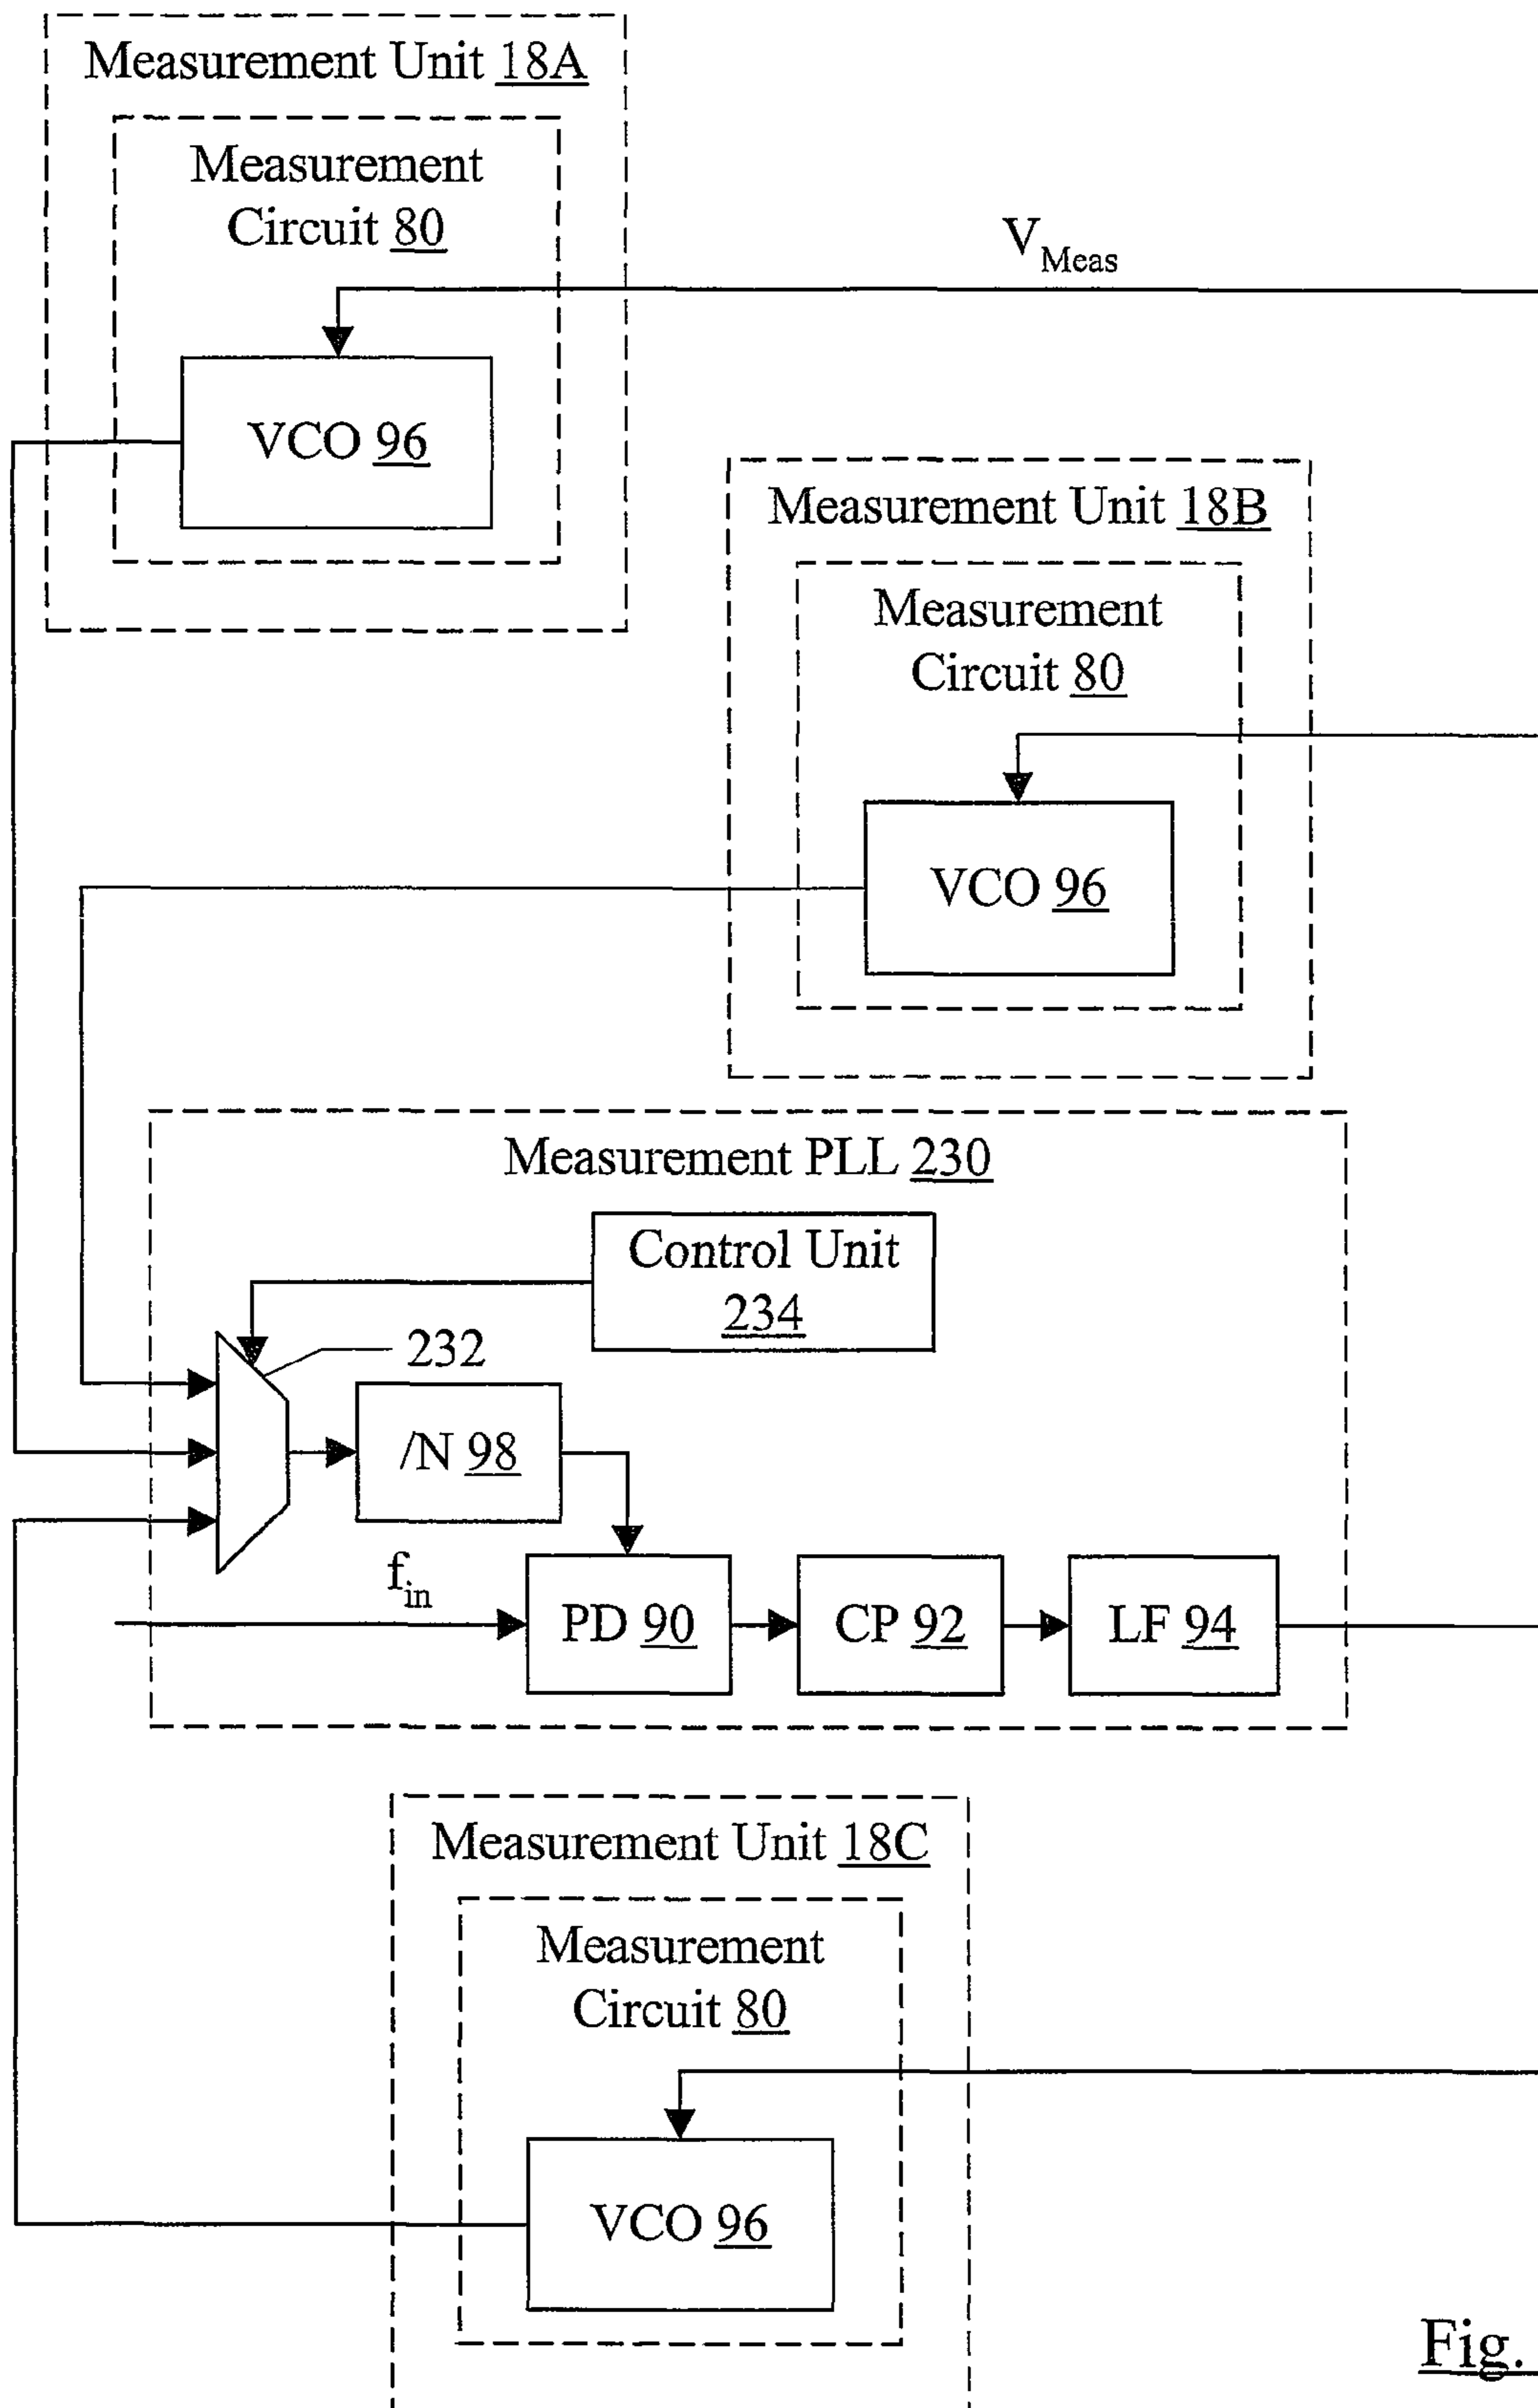 Measurement Unit 18A
Measurement
Circuit 80
V_Meas
VCO 96
Measurement Unit 18B
Measurement
Circuit 80
VCO 96
Measurement PLL 230
Control Unit
234
232
/N 98
f_in
PD 90
CP 92
LF 94
Measurement Unit 18C
Measurement
Circuit 80
VCO 96
Fig.